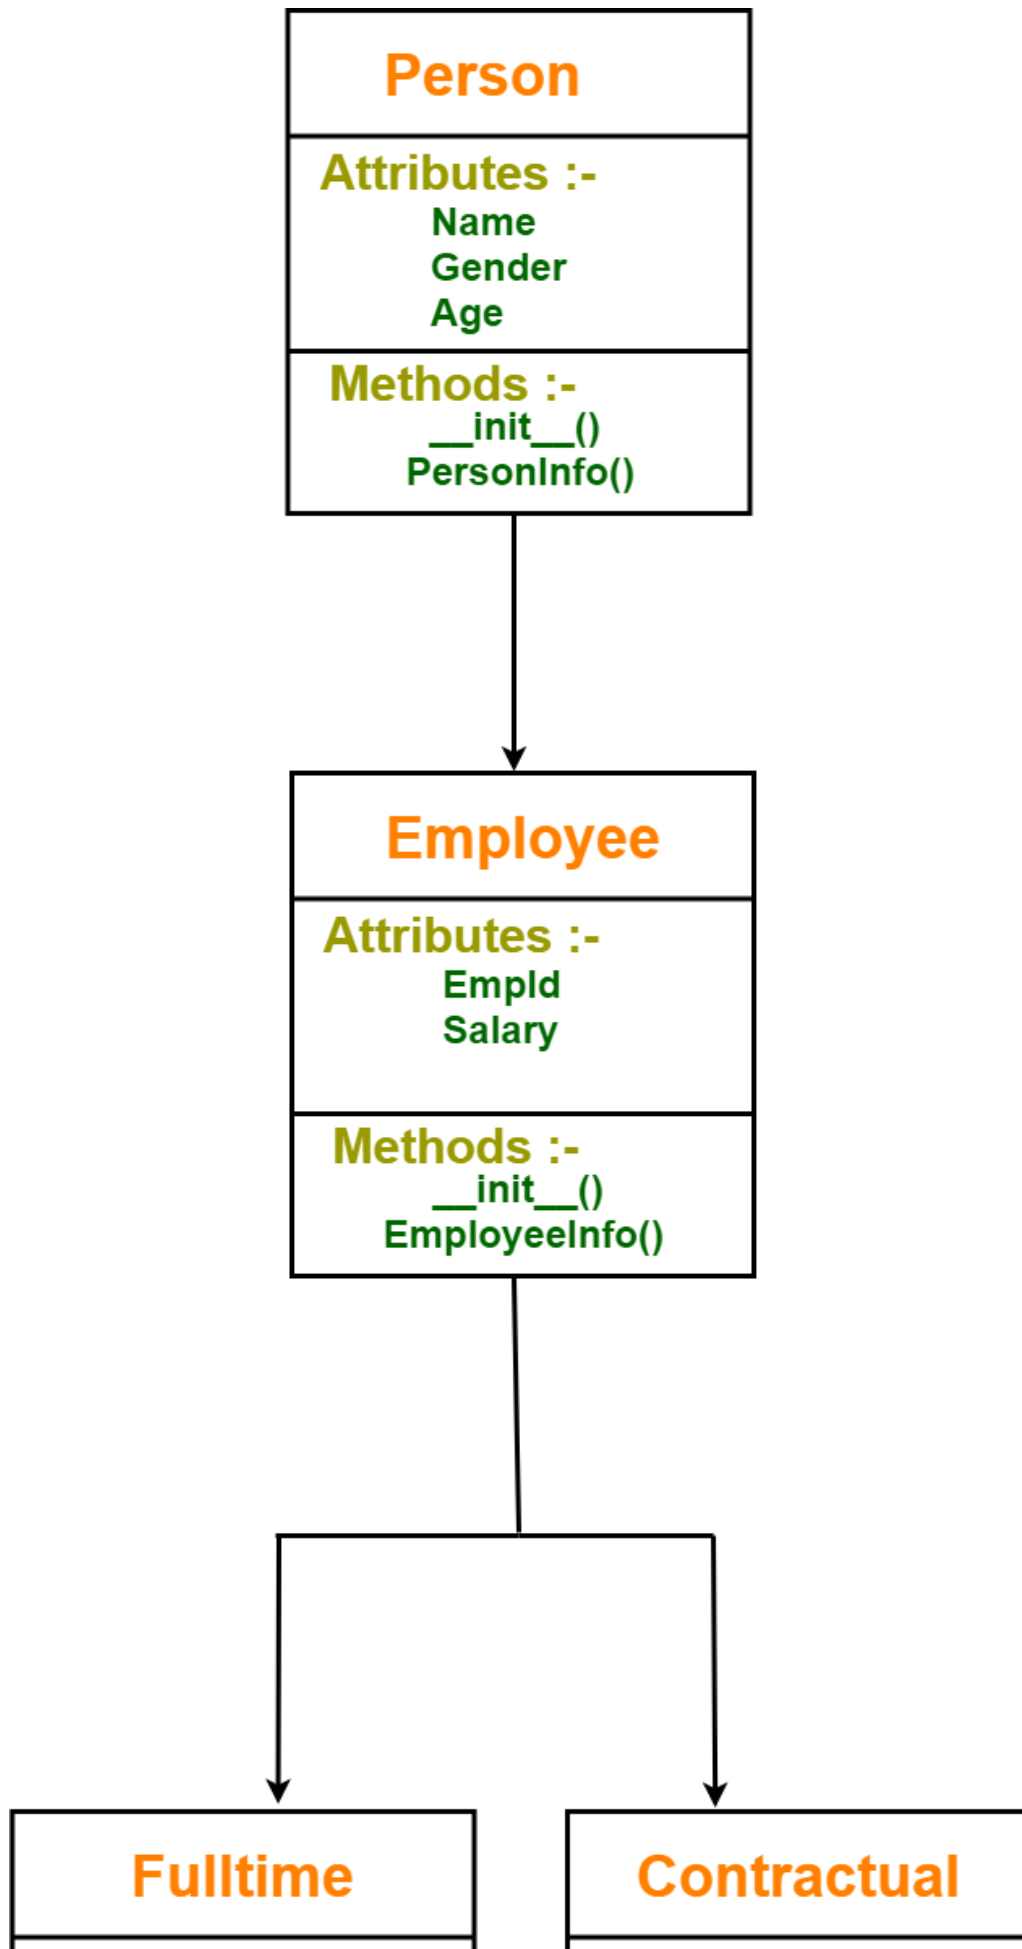 Person
Attributes :-
Name
Gender
Age
Methods :-
__init__()
PersonInfo()
Employee
Attributes :-
EmpId
Salary
Methods :-
__init__()
EmployeeInfo()
Fulltime
Contractual